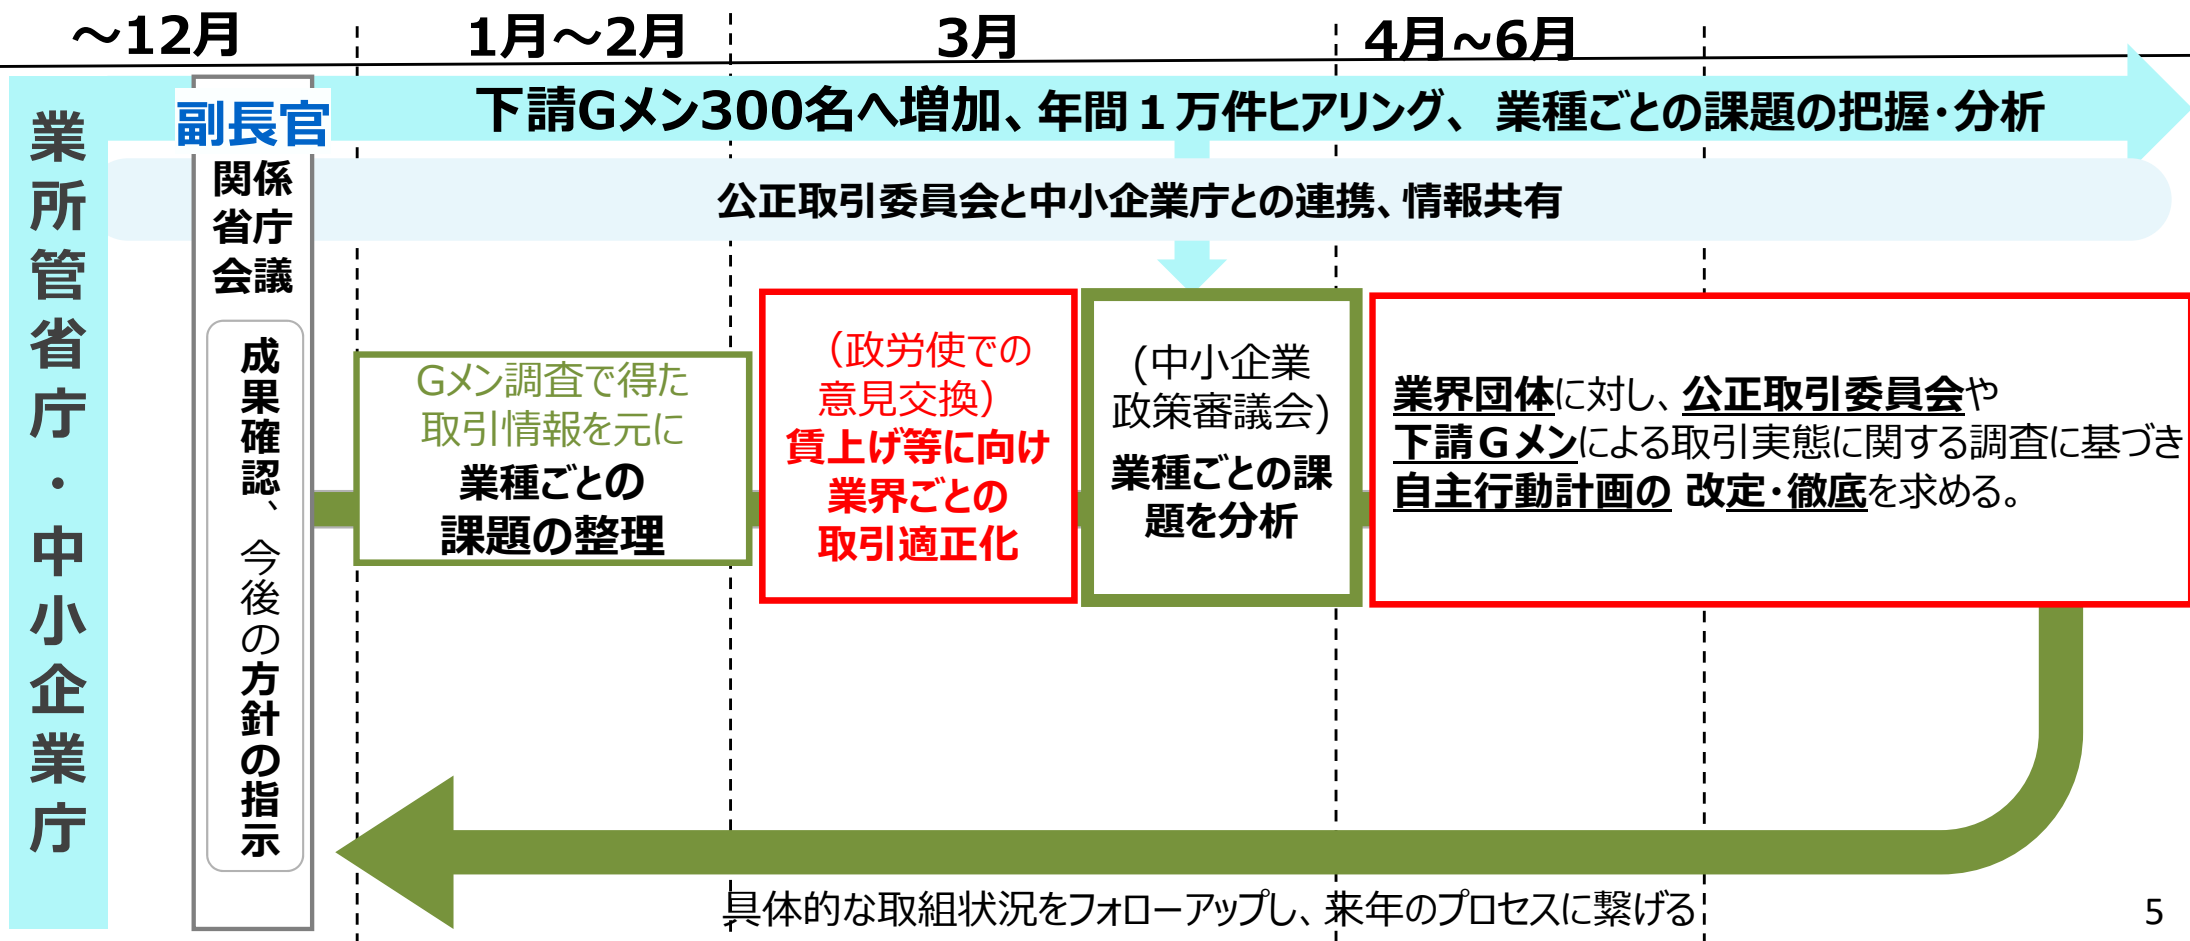 ～12月
1月～2月
3月
4月~6月
業所管省庁・中小企業庁
副長官
関係
省庁
会議
成果確認、今後の方針の指示
下請Gメン300名へ増加、年間１万件ヒアリング、 業種ごとの課題の把握・分析
公正取引委員会と中小企業庁との連携、情報共有
Gメン調査で得た
取引情報を元に
業種ごとの
課題の整理
（政労使での
意見交換）
賃上げ等に向け
業界ごとの
取引適正化
(中小企業
政策審議会)
業種ごとの課
題を分析
業界団体に対し、公正取引委員会や
下請Ｇメンによる取引実態に関する調査に基づき
自主行動計画の 改定・徹底を求める。
具体的な取組状況をフォローアップし、来年のプロセスに繋げる
5